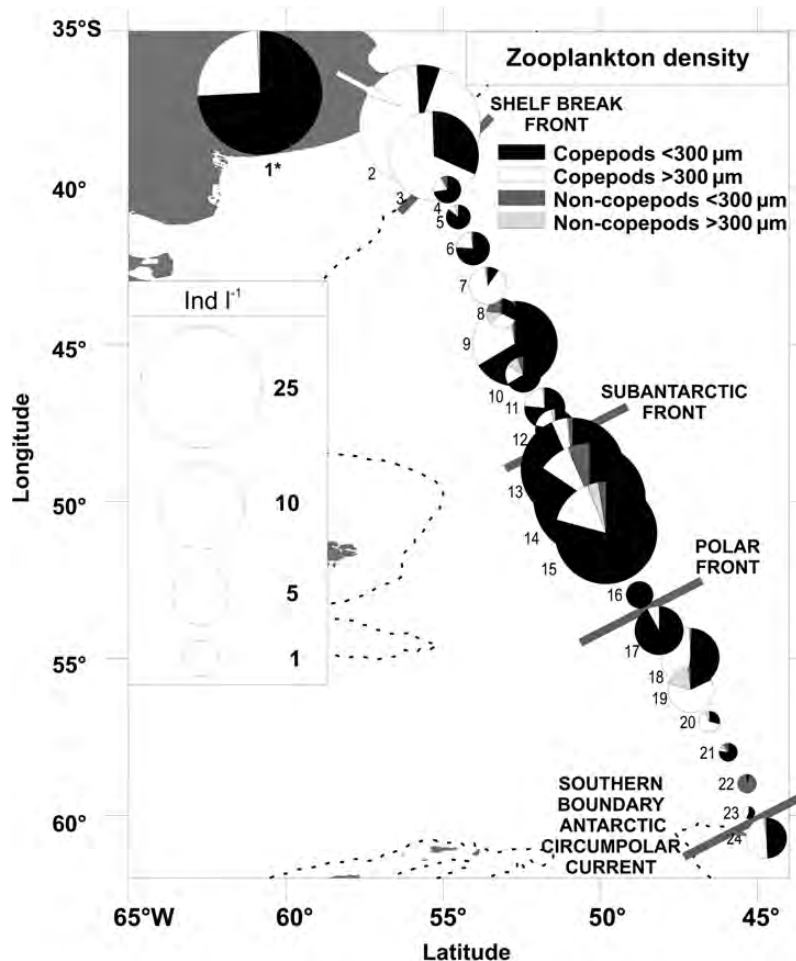 35°S
40°
45°
50°
55°
60°
Longitude
65°W
60°
55°
50°
45°
Latitude
Zooplankton density
SHELF BREAK
FRONT
Copepods <300 µm
Copepods >300 µm
Non-copepods <300 µm
Non-copepods >300 µm
Ind l⁻¹
25
10
5
1
1*
2
3
4
5
6
7
8
9
10
11
12
13
14
15
16
17
18
19
20
21
22
23
24
SUBANTARCTIC
FRONT
POLAR
FRONT
SOUTHERN
BOUNDARY
ANTARCTIC
CIRCUMPOLAR
CURRENT